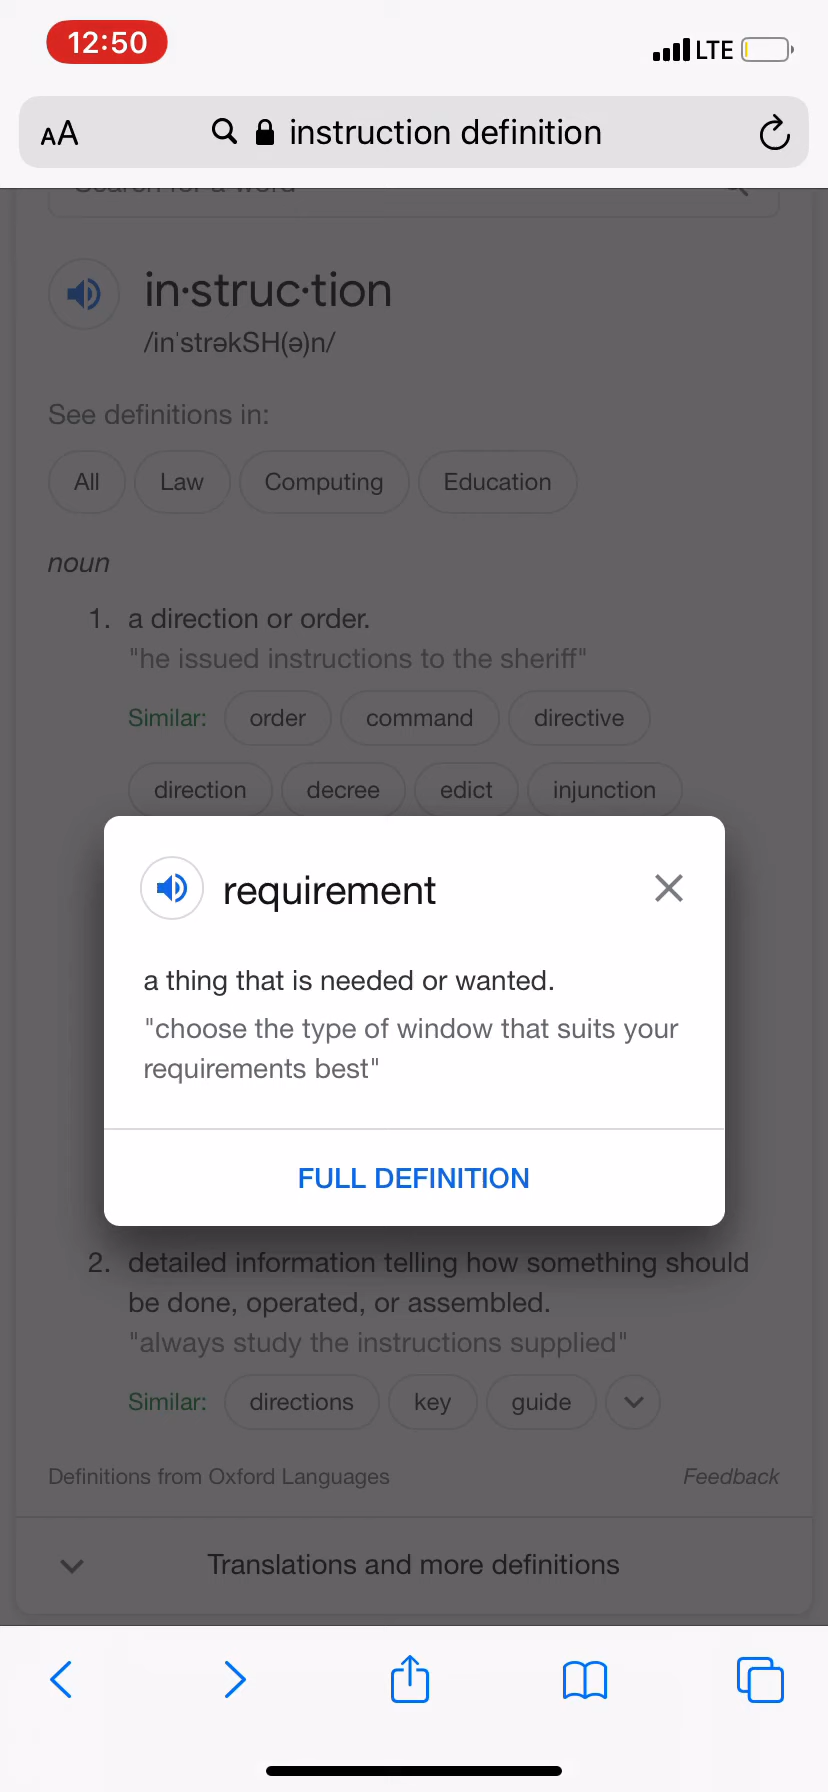 12:50
LTE
AA instruction definition
in·struc·tion
/inˈstrəkSH(ə)n/
See definitions in:
All Law Computing Education
noun
1. a direction or order.
"he issued instructions to the sheriff"
Similar: order command directive
direction decree edict injunction
requirement
a thing that is needed or wanted.
"choose the type of window that suits your
requirements best"
FULL DEFINITION
2. detailed information telling how something should
be done, operated, or assembled.
"always study the instructions supplied"
Similar: directions key guide
Definitions from Oxford Languages Feedback
Translations and more definitions